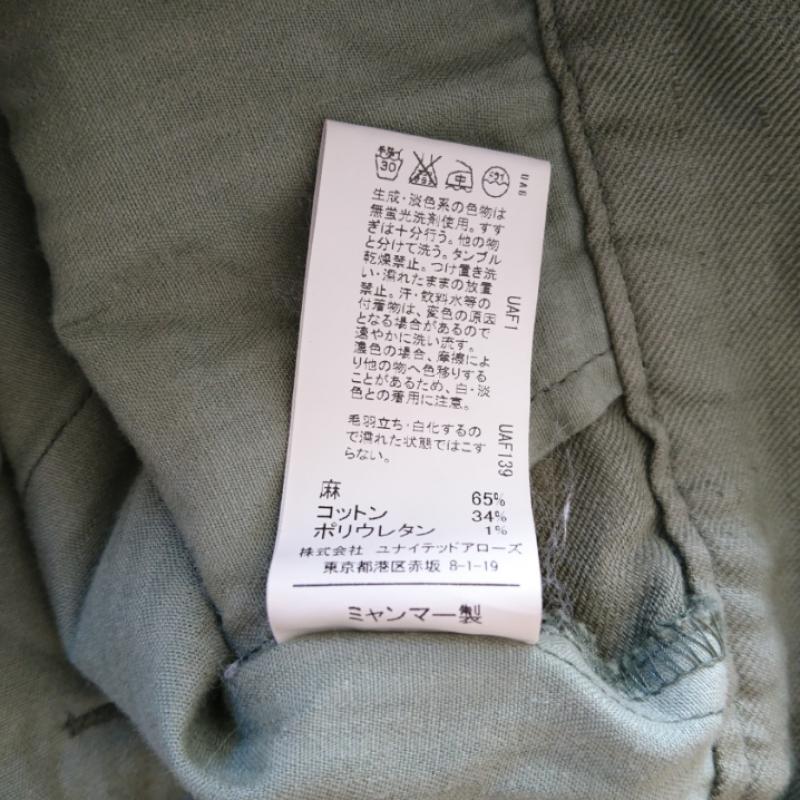 30
中
UAB
生成・淡色系の色物は
無蛍光洗剤使用。すす
ぎは十分行う。他の物
と分けて洗う。タンブル
乾燥禁止。つけ置き洗
い・濡れたままの放置
禁止。汗・飲料水等の
付着物は、変色の原因
となる場合があるので
速やかに洗い流す。
濃色の場合、摩擦によ
り他の物へ色移りする
ことがあるため、白・淡
色との着用に注意。
UAF1
毛羽立ち・白化するの
で濡れた状態ではこす
らない。
UAF139
麻 65%
コットン 34%
ポリウレタン 1%
株式会社 ユナイテッドアローズ
東京都港区赤坂 8-1-19
ミャンマー製